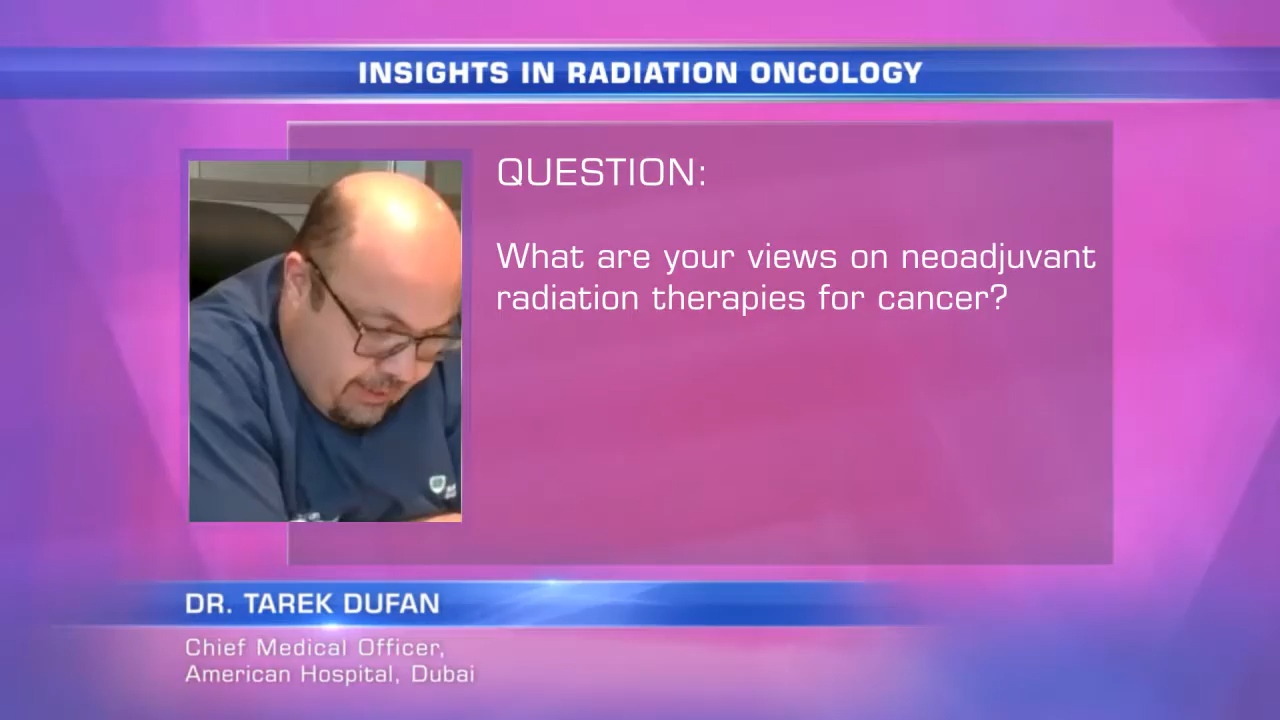 INSIGHTS IN RADIATION ONCOLOGY
QUESTION:
What are your views on neoadjuvant
radiation therapies for cancer?
DR. TAREK DUFAN
Chief Medical Officer,
American Hospital, Dubai